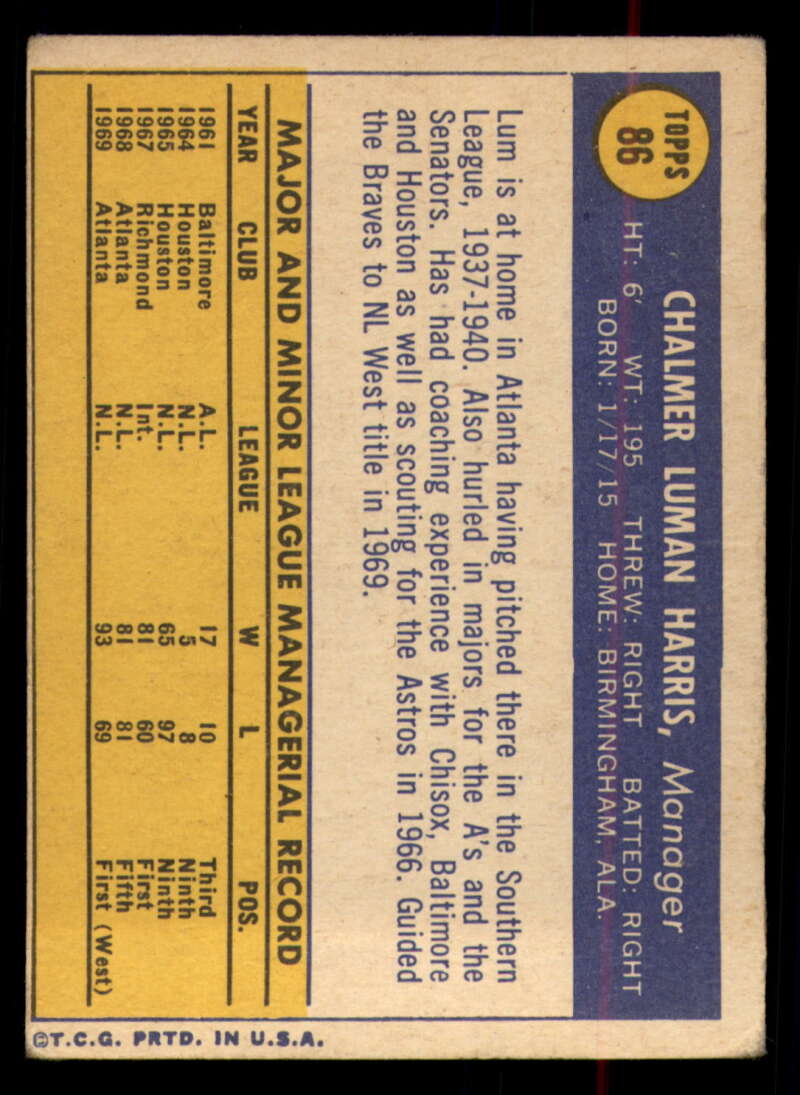 TOPPS
86
CHALMER LUMAN HARRIS, Manager
HT: 6' WT: 195 THREW: RIGHT BATTED: RIGHT
BORN: 1/17/15 HOME: BIRMINGHAM, ALA.
Lum is at home in Atlanta having pitched there in the Southern
League, 1937-1940. Also hurled in majors for the A's and the
Senators. Has had coaching experience with Chisox, Baltimore
and Houston as well as scouting for the Astros in 1966. Guided
the Braves to NL West title in 1969.
MAJOR AND MINOR LEAGUE MANAGERIAL RECORD
YEAR CLUB LEAGUE W L POS.
1961 Baltimore A.L. 17 10 Third
1964 Houston N.L. 5 8 Ninth
1965 Houston N.L. 65 97 Ninth
1967 Richmond Int. 81 60 First
1968 Atlanta N.L. 81 81 Fifth
1969 Atlanta N.L. 93 69 First (West)
©T.C.G. PRTD. IN U.S.A.